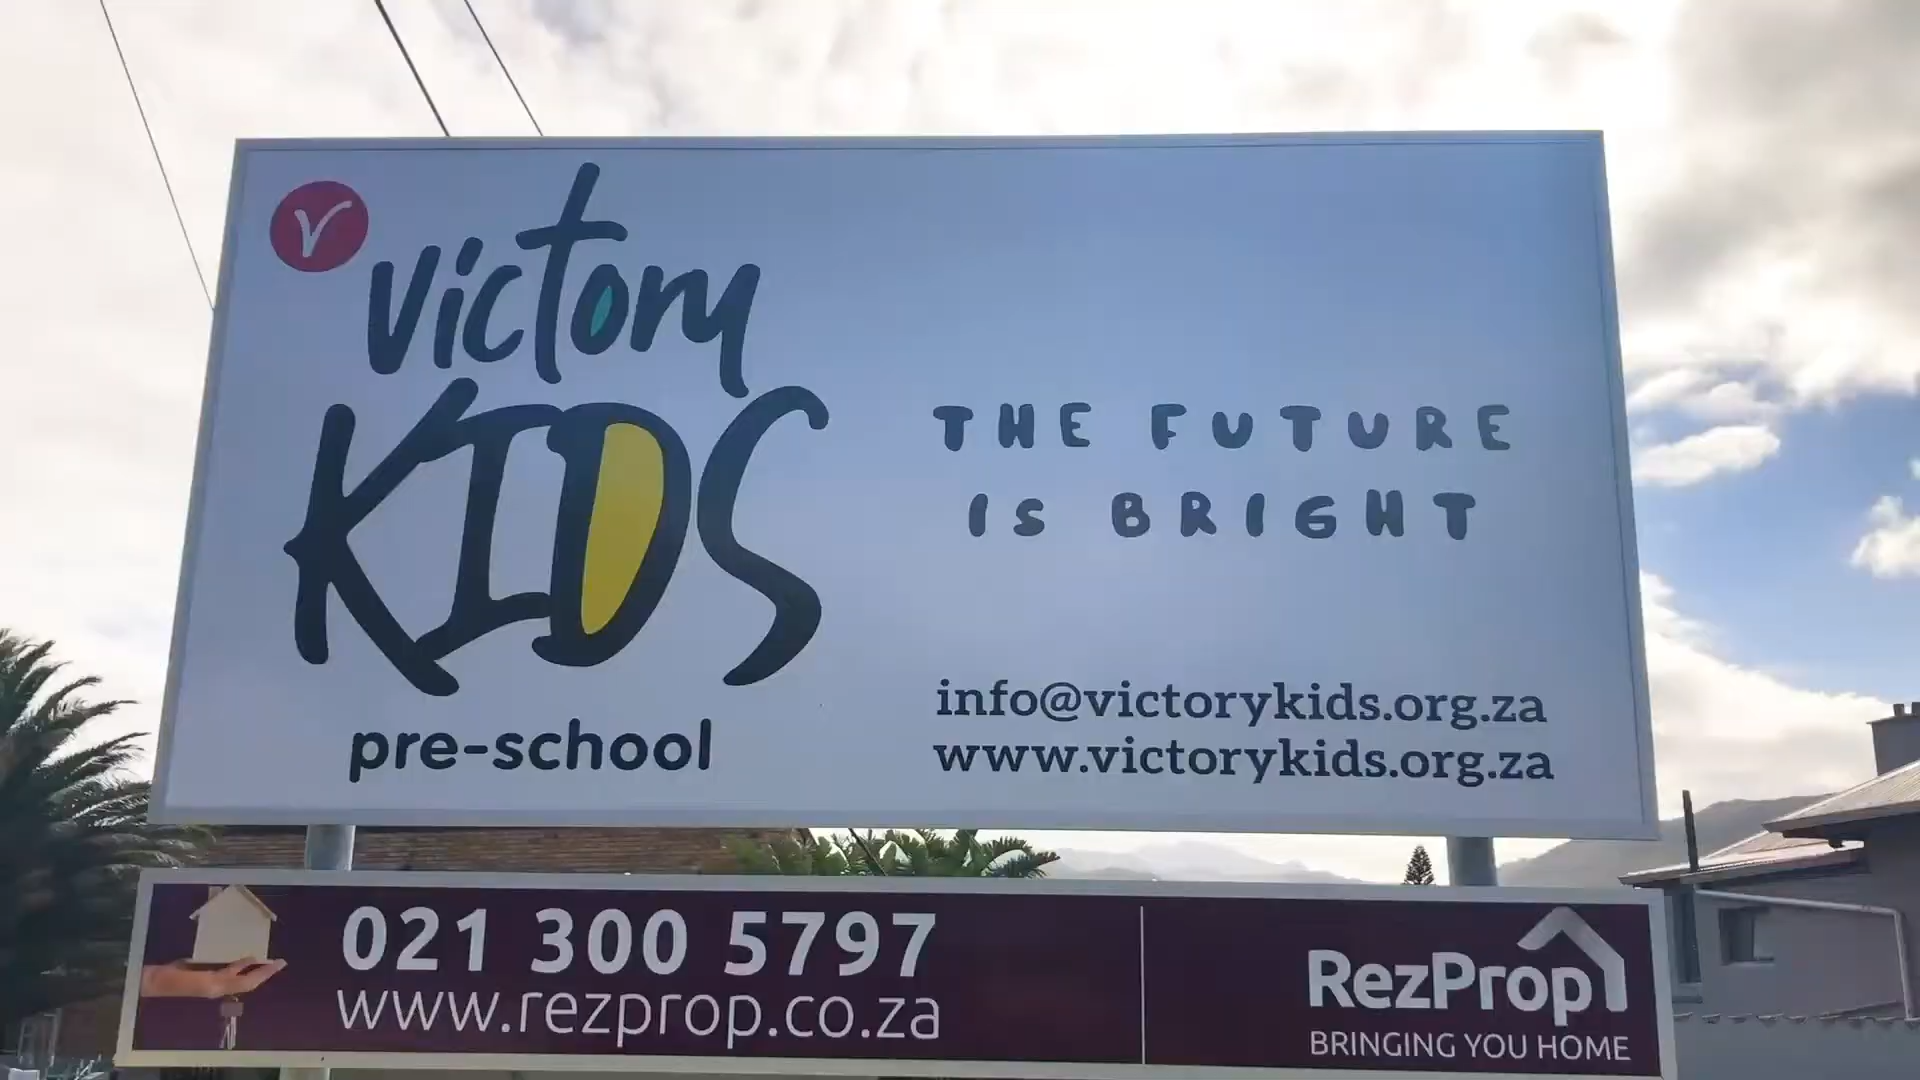 V
victory
KIDS
pre-school
THE FUTURE
IS BRIGHT
info@victorykids.org.za
www.victorykids.org.za
021 300 5797
www.rezprop.co.za
RezProp
BRINGING YOU HOME